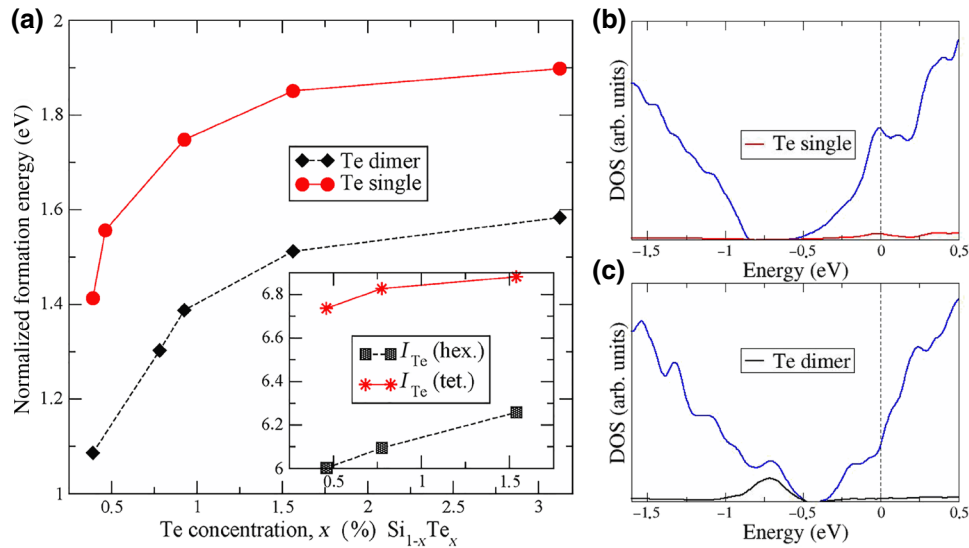 (a)
Normalized formation energy (eV)
2
1.8
1.6
1.4
1.2
1
0.5
1
1.5
2
2.5
3
Te concentration, x (%) Si1-xTex
Te dimer
Te single
6.8
6.6
6.4
6.2
6
0.5
1
1.5
ITe (hex.)
ITe (tet.)
(b)
DOS (arb. units)
Te single
-1,5
-1
-0,5
0
0,5
Energy (eV)
(c)
DOS (arb. units)
Te dimer
-1,5
-1
-0,5
0
0,5
Energy (eV)